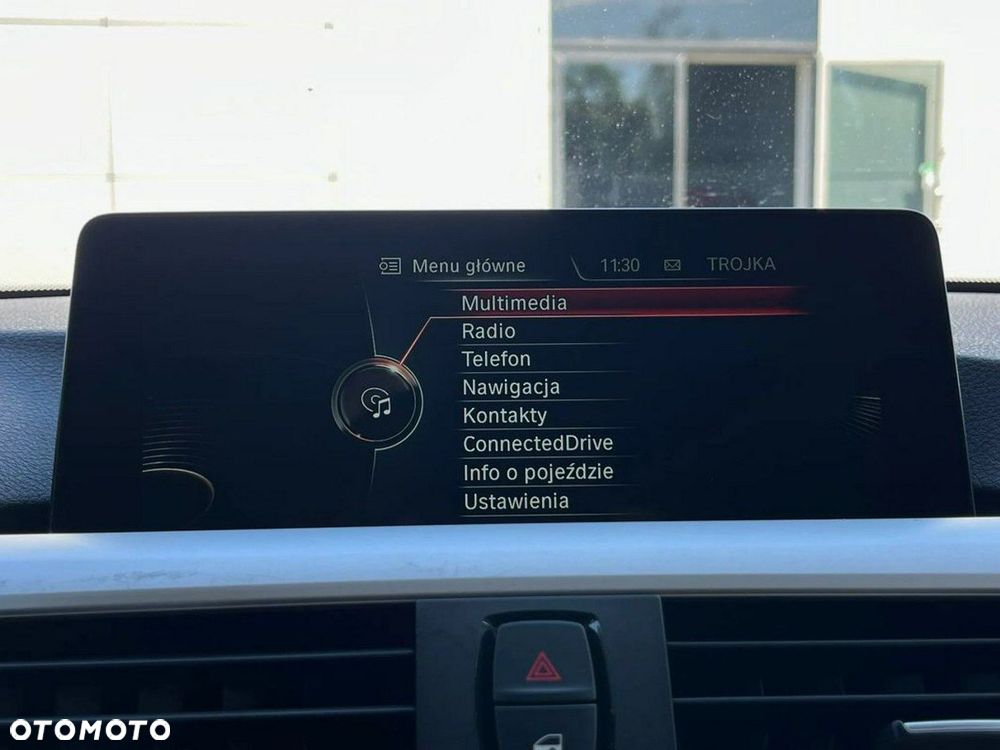 Menu główne 11:30 TROJKA
Multimedia
Radio
Telefon
Nawigacja
Kontakty
ConnectedDrive
Info o pojeździe
Ustawienia
OTOMOTO